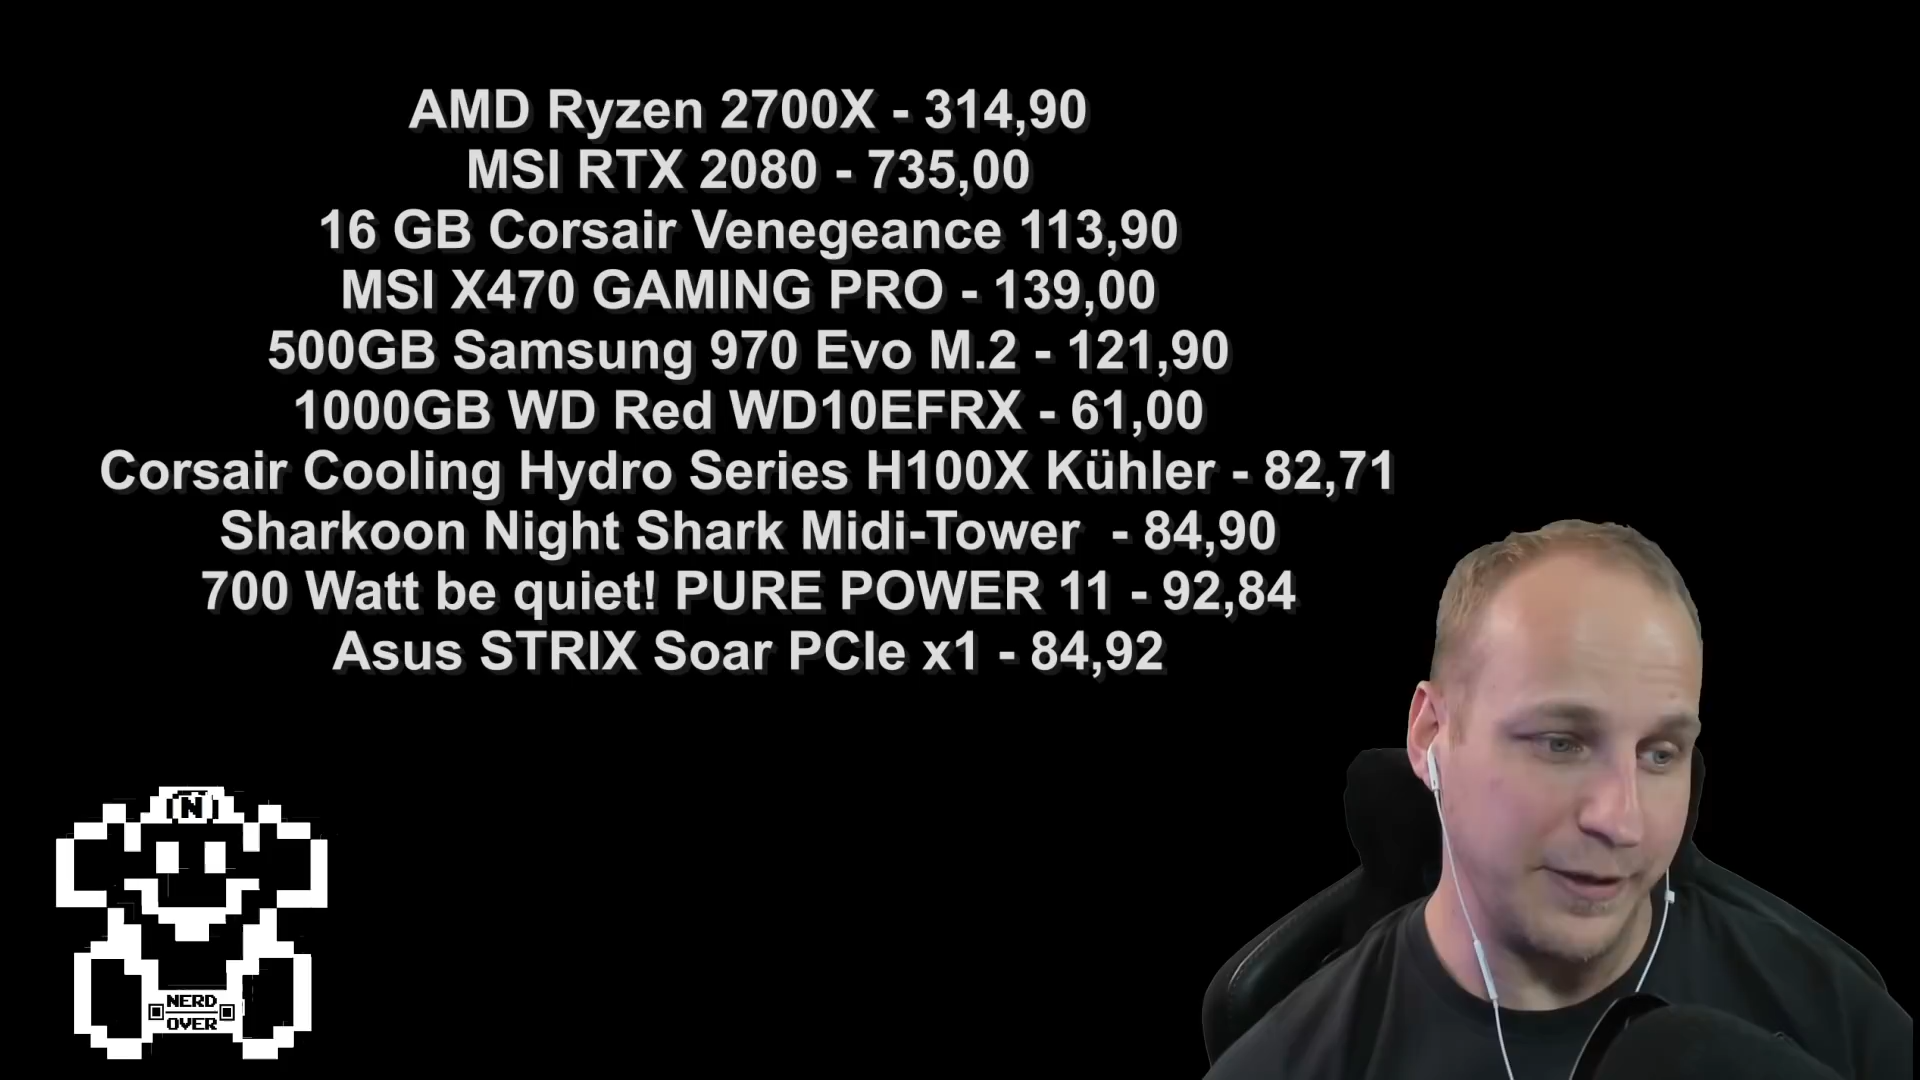 AMD Ryzen 2700X - 314,90
MSI RTX 2080 - 735,00
16 GB Corsair Venegeance 113,90
MSI X470 GAMING PRO - 139,00
500GB Samsung 970 Evo M.2 - 121,90
1000GB WD Red WD10EFRX - 61,00
Corsair Cooling Hydro Series H100X Kühler - 82,71
Sharkoon Night Shark Midi-Tower - 84,90
700 Watt be quiet! PURE POWER 11 - 92,84
Asus STRIX Soar PCIe x1 - 84,92
(N)
NERD
OVER